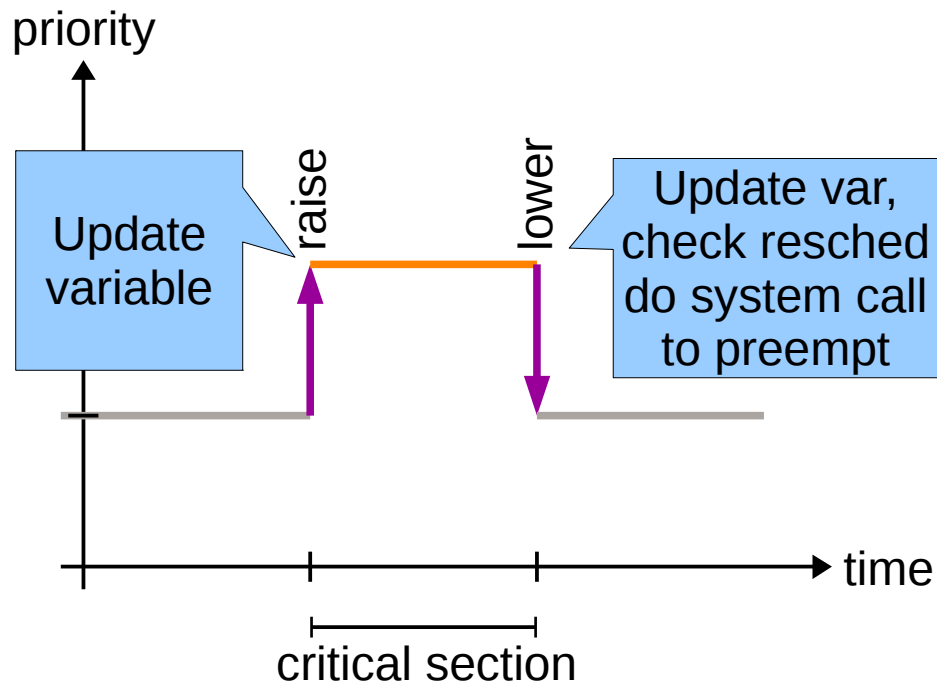 priority
Update
variable
raise
lower
Update var,
check resched
do system call
to preempt
time
critical section